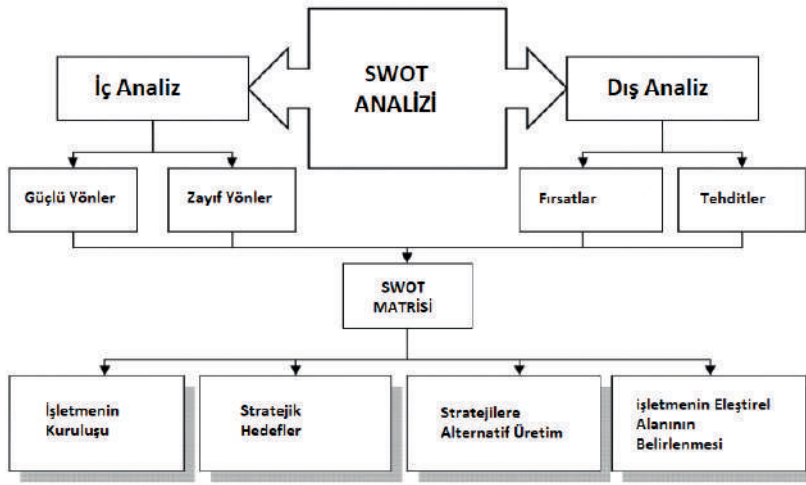 SWOT
ANALİZİ
İç Analiz
Dış Analiz
Güçlü Yönler
Zayıf Yönler
Fırsatlar
Tehditler
SWOT
MATRİSİ
İşletmenin
Kuruluşu
Stratejik
Hedefler
Stratejilere
Alternatif Üretim
işletmenin Eleştirel
Alanının
Belirlenmesi